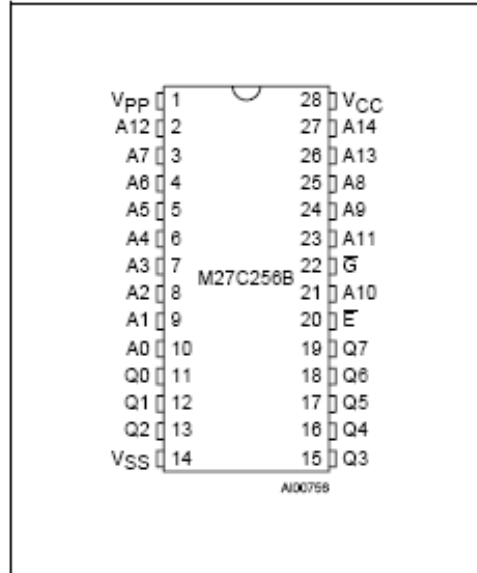 VPP 1 28 VCC
A12 2 27 A14
A7 3 26 A13
A6 4 25 A8
A5 5 24 A9
A4 6 23 A11
A3 7 22 G̅
M27C256B
A2 8 21 A10
A1 9 20 E̅
A0 10 19 Q7
Q0 11 18 Q6
Q1 12 17 Q5
Q2 13 16 Q4
VSS 14 15 Q3
AI00756